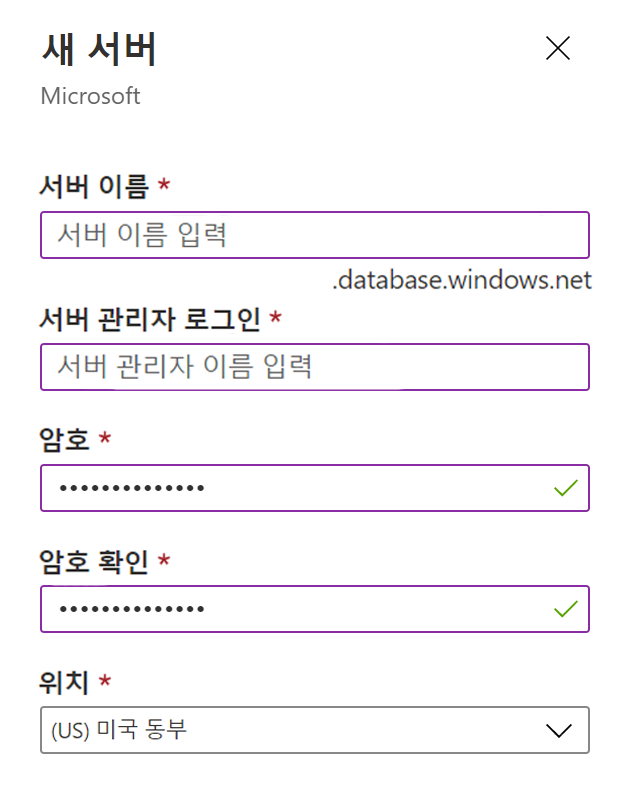 새 서버
Microsoft
서버 이름 *
서버 이름 입력
.database.windows.net
서버 관리자 로그인 *
서버 관리자 이름 입력
암호 *
••••••••••••••
암호 확인 *
••••••••••••••
위치 *
(US) 미국 동부